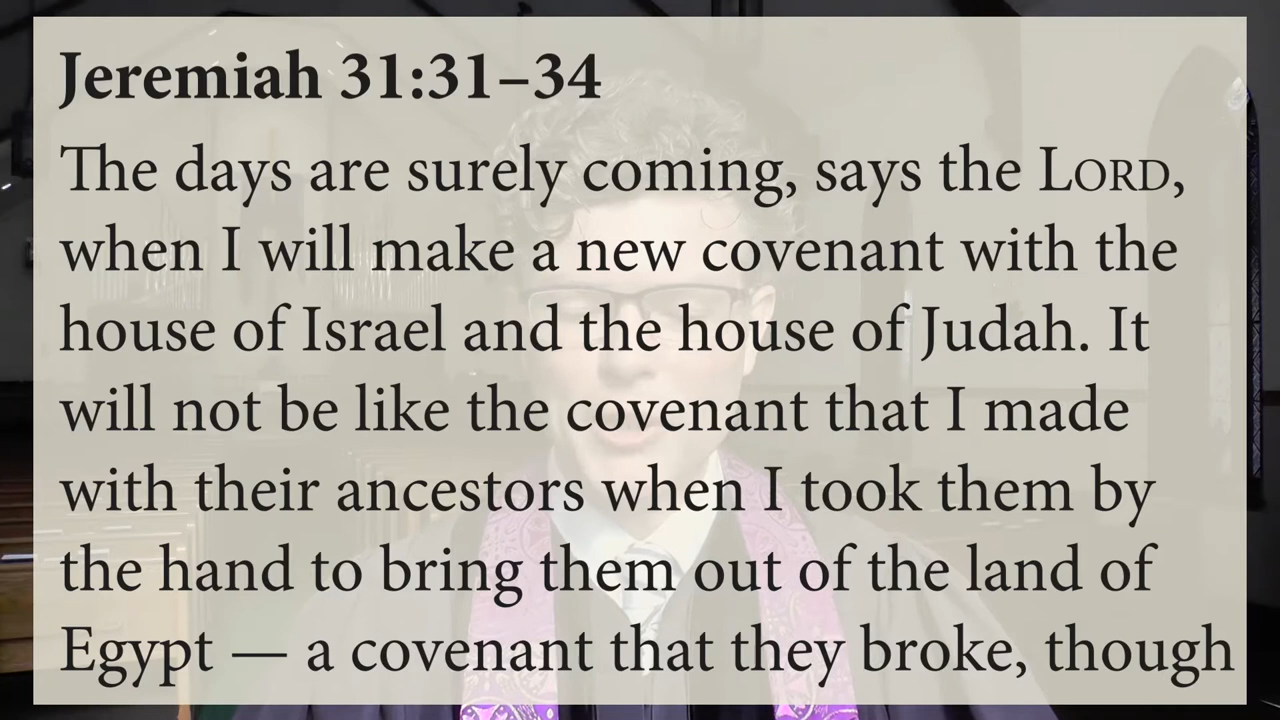 Jeremiah 31:31–34
The days are surely coming, says the LORD,
when I will make a new covenant with the
house of Israel and the house of Judah. It
will not be like the covenant that I made
with their ancestors when I took them by
the hand to bring them out of the land of
Egypt — a covenant that they broke, though